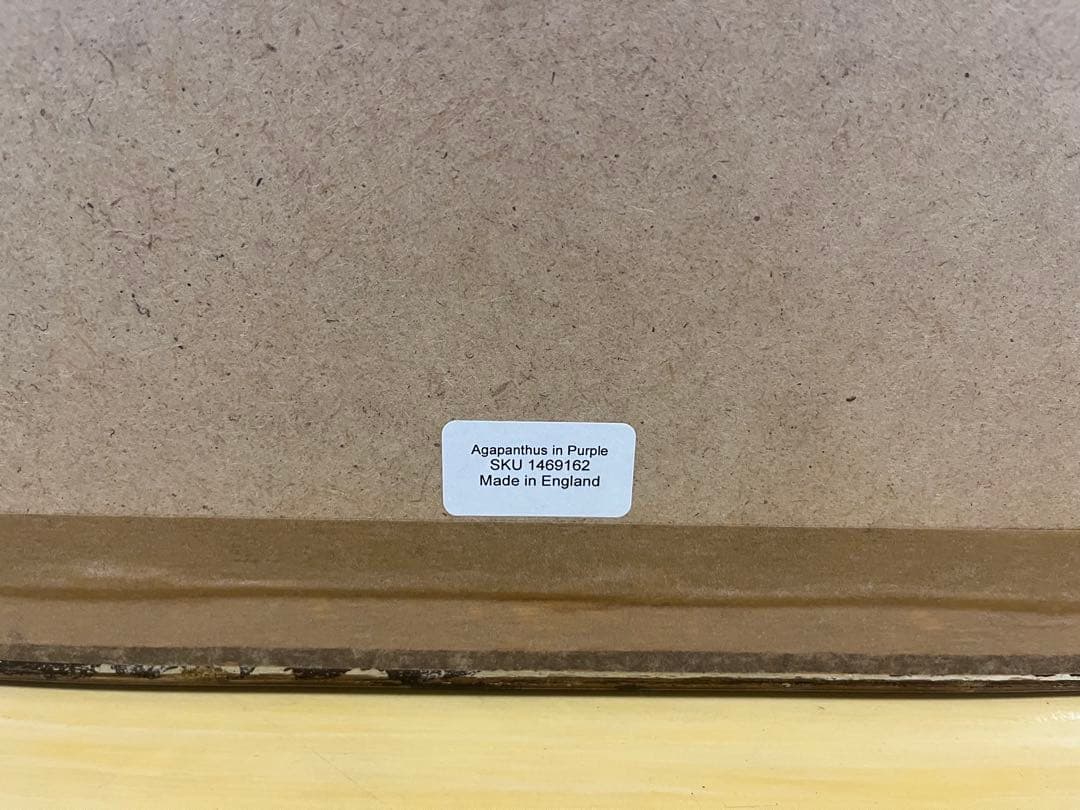 Agapanthus in Purple
SKU 1469162
Made in England